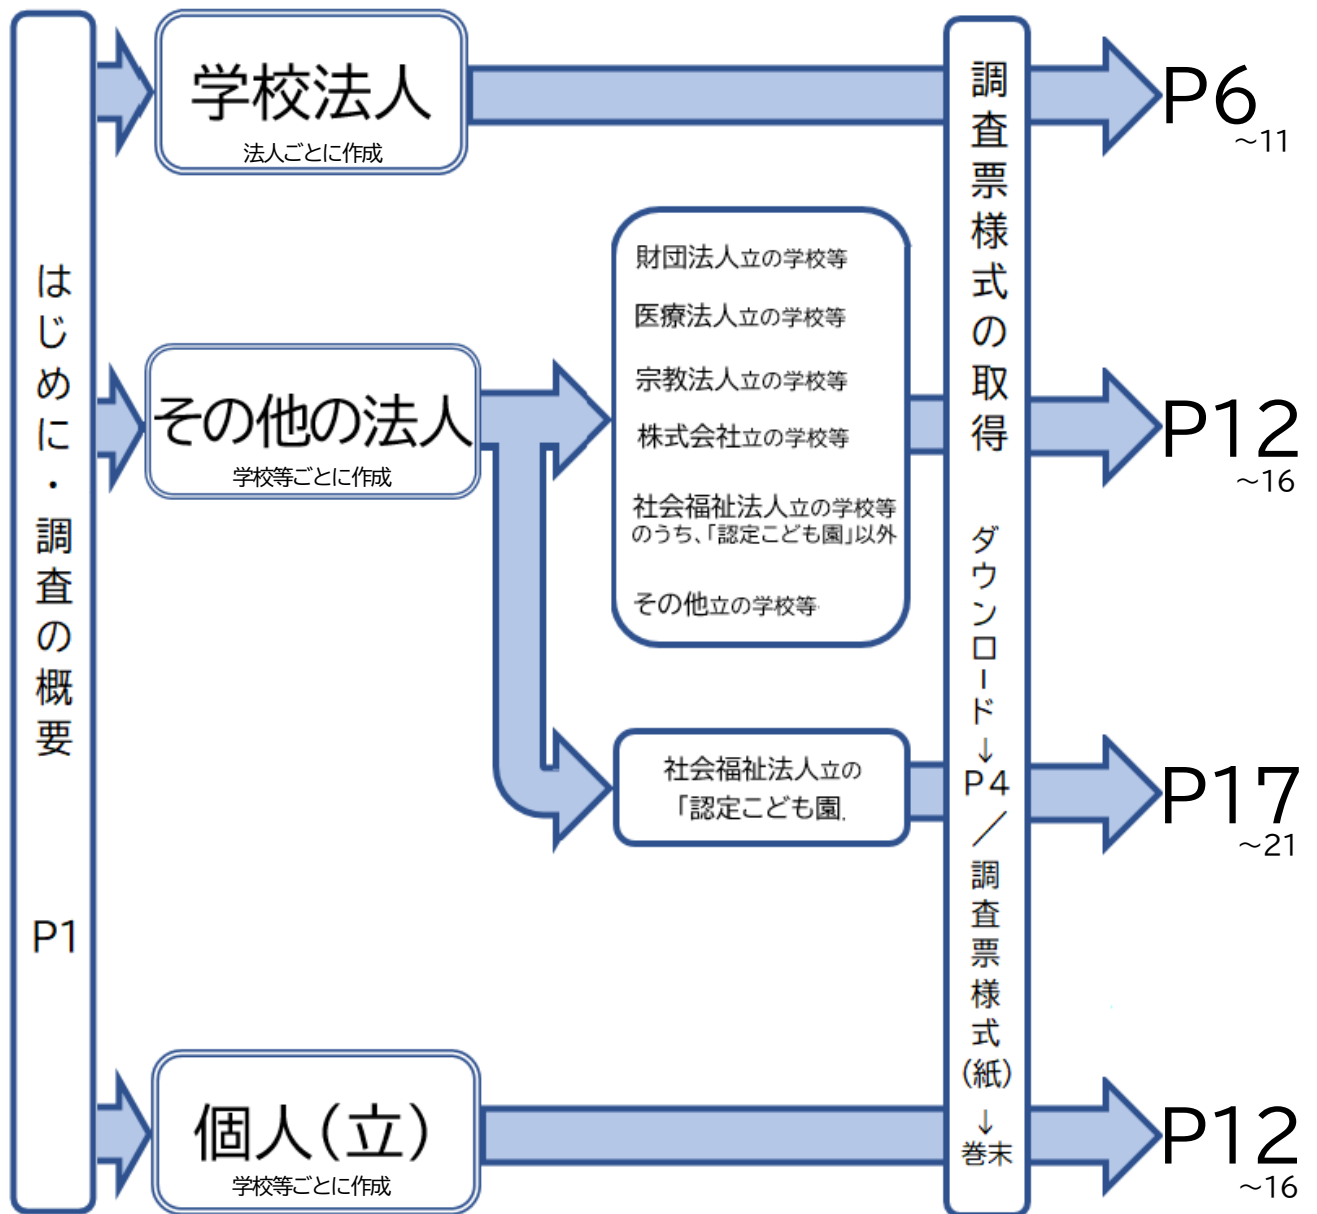 はじめに・調査の概要
P1
学校法人
法人ごとに作成
その他の法人
学校等ごとに作成
財団法人立の学校等
医療法人立の学校等
宗教法人立の学校等
株式会社立の学校等
社会福祉法人立の学校等
のうち、「認定こども園」以外
その他立の学校等
社会福祉法人立の
「認定こども園
個人(立)
学校等ごとに作成
調査票様式の取得
ダウンロード→P4／調査票様式(紙)→巻末
P6
～11
P12
～16
P17
～21
P12
～16